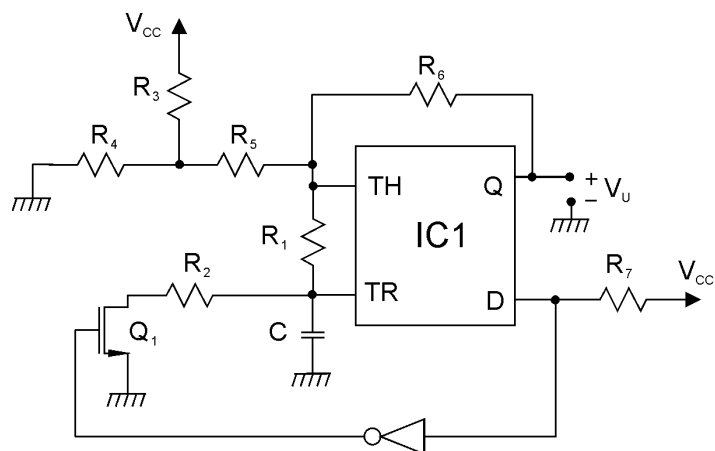 V_CC
R_3
R_6
R_4
R_5
TH
Q
+
V_U
−
R_1
IC1
R_7
V_CC
R_2
TR
D
C
Q_1